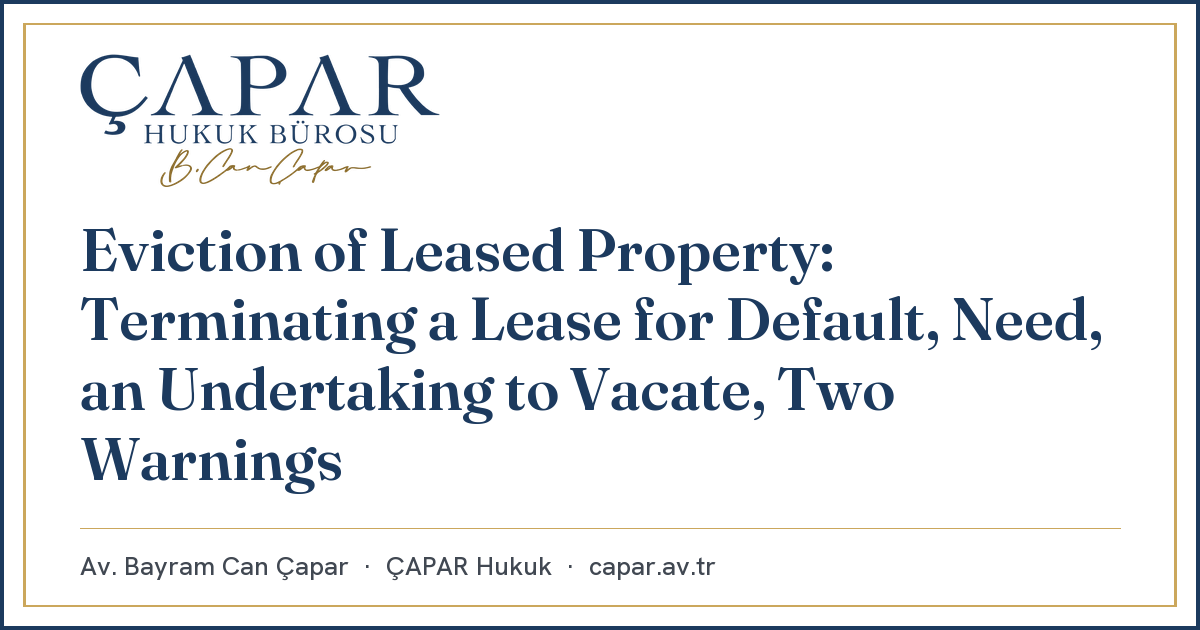 ÇAPAR
HUKUK BÜROSU
B.Can Çapar
Eviction of Leased Property:
Terminating a Lease for Default, Need,
an Undertaking to Vacate, Two
Warnings
Av. Bayram Can Çapar · ÇAPAR Hukuk · capar.av.tr